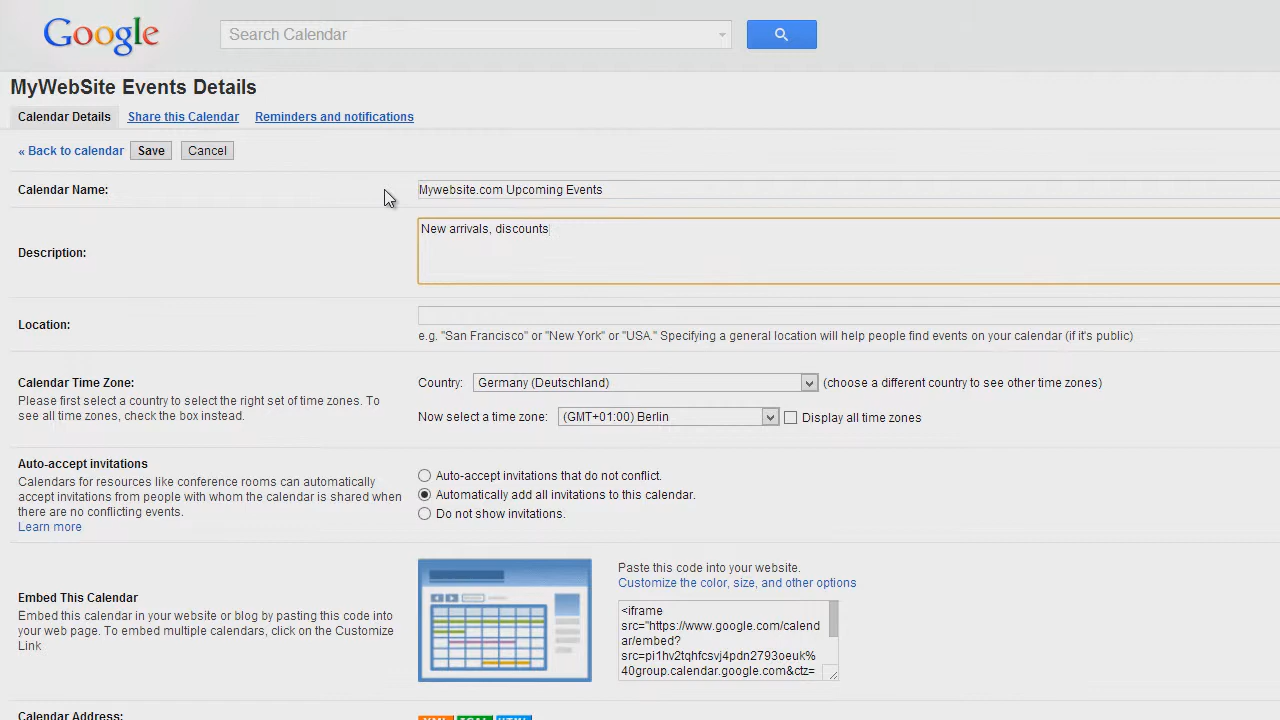 Google
Search Calendar
MyWebSite Events Details
Calendar Details Share this Calendar Reminders and notifications
« Back to calendar Save Cancel
Calendar Name: Mywebsite.com Upcoming Events
Description: New arrivals, discounts
Location:
e.g. "San Francisco" or "New York" or "USA." Specifying a general location will help people find events on your calendar (if it's public)
Calendar Time Zone:
Please first select a country to select the right set of time zones. To
see all time zones, check the box instead.
Country: Germany (Deutschland) (choose a different country to see other time zones)
Now select a time zone: (GMT+01:00) Berlin Display all time zones
Auto-accept invitations
Calendars for resources like conference rooms can automatically
accept invitations from people with whom the calendar is shared when
there are no conflicting events.
Learn more
Auto-accept invitations that do not conflict.
Automatically add all invitations to this calendar.
Do not show invitations.
Embed This Calendar
Embed this calendar in your website or blog by pasting this code into
your web page. To embed multiple calendars, click on the Customize
Link
Paste this code into your website.
Customize the color, size, and other options
<iframe
src="https://www.google.com/calend
ar/embed?
src=pi1hv2tqhfcsvj4pdn2793oeuk%
40group.calendar.google.com&ctz=
Calendar Address:
XML ICAL HTML